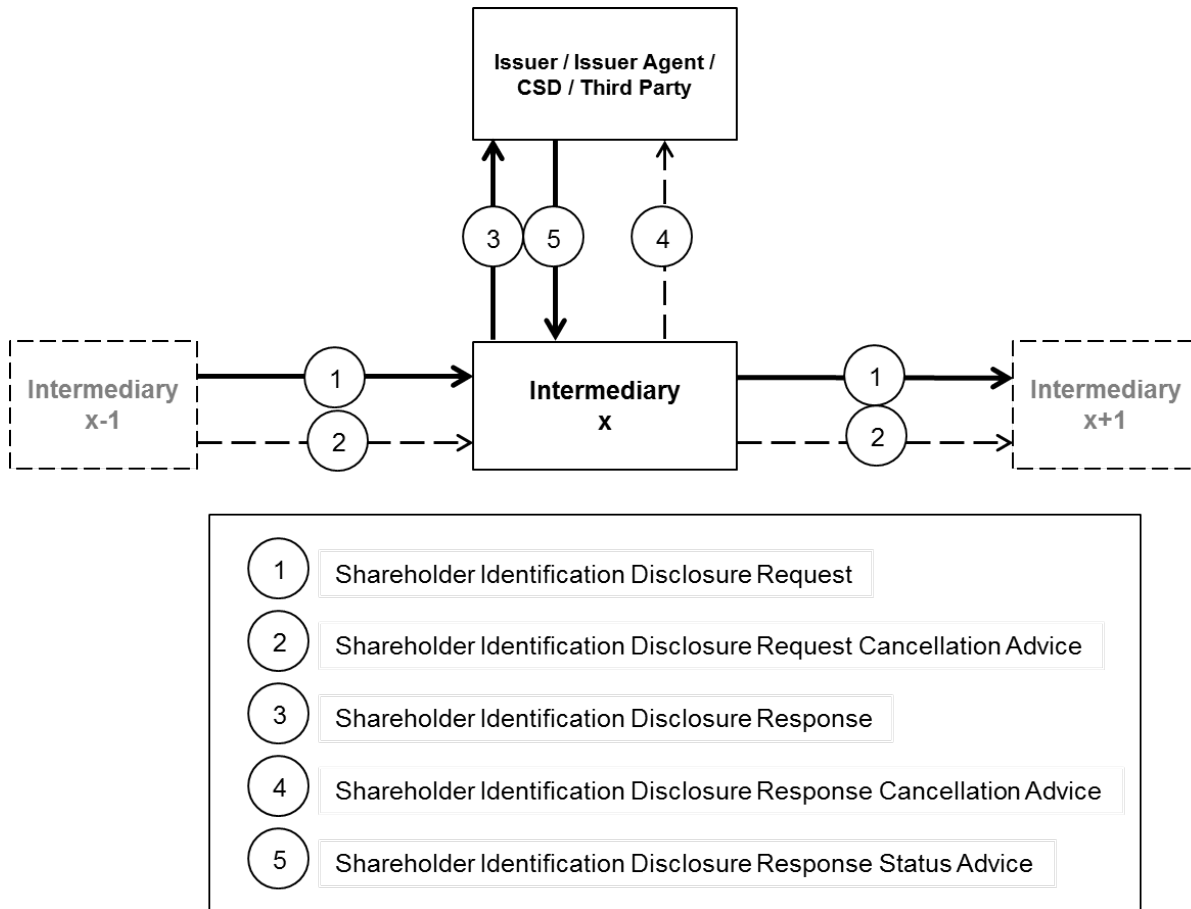 Issuer / Issuer Agent /
CSD / Third Party
3
5
4
Intermediary
x-1
1
2
Intermediary
x
1
2
Intermediary
x+1
1 Shareholder Identification Disclosure Request
2 Shareholder Identification Disclosure Request Cancellation Advice
3 Shareholder Identification Disclosure Response
4 Shareholder Identification Disclosure Response Cancellation Advice
5 Shareholder Identification Disclosure Response Status Advice